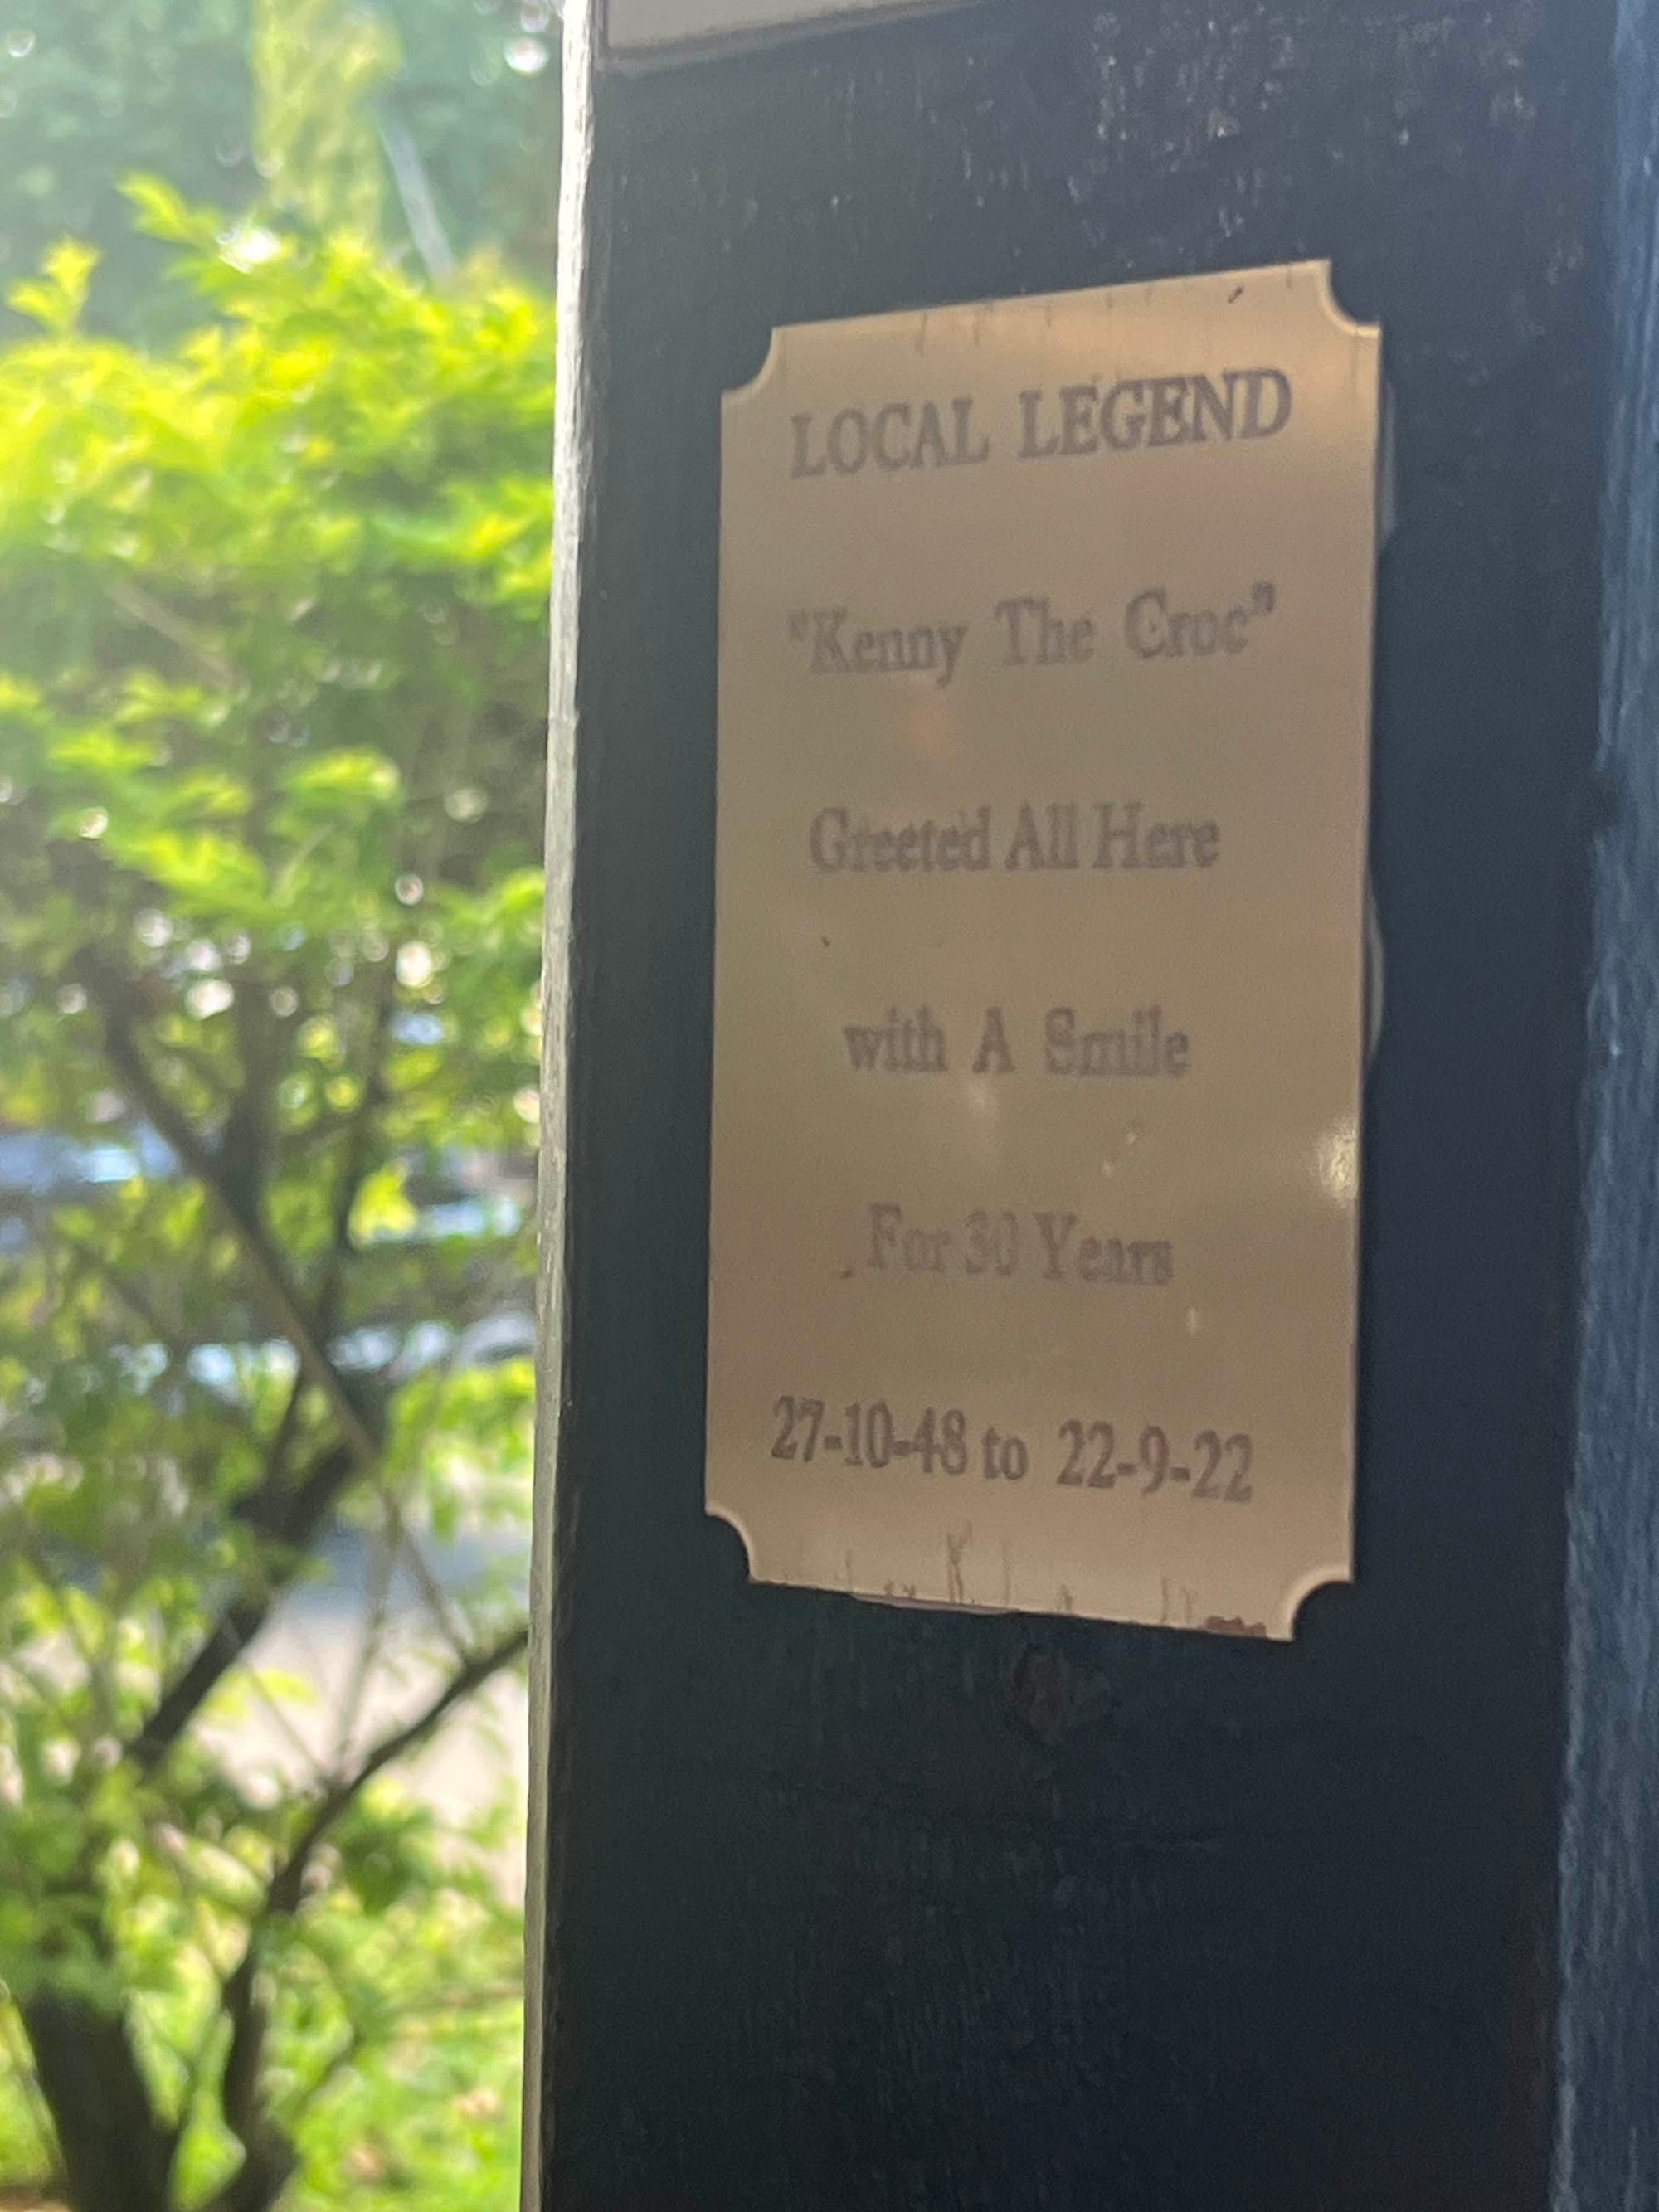 LOCAL LEGEND
"Kenny The Croc"
Greeted All Here
with A Smile
For 30 Years
27-10-48 to 22-9-22